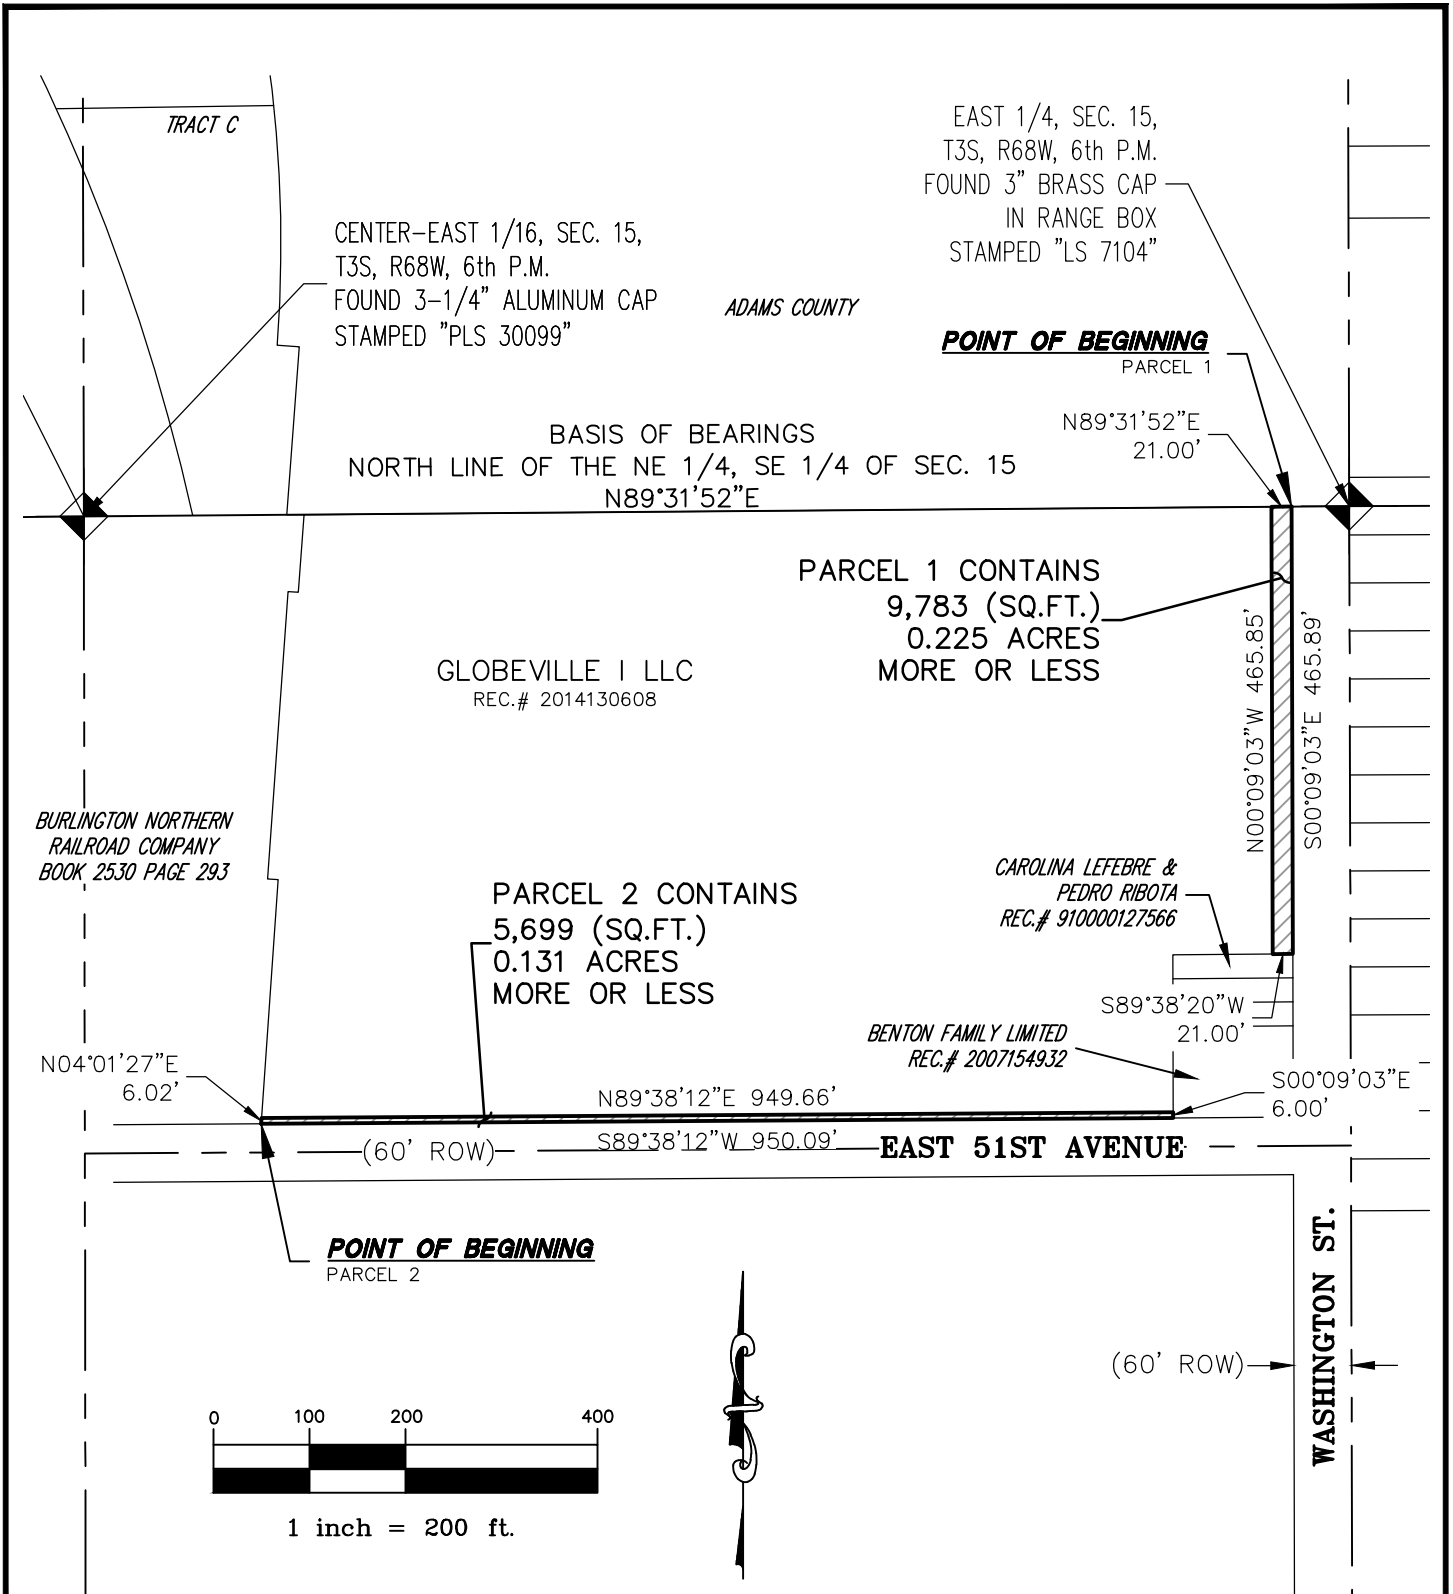 TRACT C
EAST 1/4, SEC. 15,
T3S, R68W, 6th P.M.
FOUND 3" BRASS CAP
IN RANGE BOX
STAMPED "LS 7104"
CENTER-EAST 1/16, SEC. 15,
T3S, R68W, 6th P.M.
FOUND 3-1/4" ALUMINUM CAP
STAMPED "PLS 30099"
ADAMS COUNTY
POINT OF BEGINNING
PARCEL 1
N89°31'52"E
21.00'
BASIS OF BEARINGS
NORTH LINE OF THE NE 1/4, SE 1/4 OF SEC. 15
N89°31'52"E
PARCEL 1 CONTAINS
9,783 (SQ.FT.)
0.225 ACRES
MORE OR LESS
N00°09'03"W 465.85'
S00°09'03"E 465.89'
GLOBEVILLE I LLC
REC.# 2014130608
BURLINGTON NORTHERN
RAILROAD COMPANY
BOOK 2530 PAGE 293
CAROLINA LEFEBRE &
PEDRO RIBOTA
REC.# 910000127566
PARCEL 2 CONTAINS
5,699 (SQ.FT.)
0.131 ACRES
MORE OR LESS
S89°38'20"W
21.00'
BENTON FAMILY LIMITED
REC.# 2007154932
N04°01'27"E
6.02'
N89°38'12"E 949.66'
S00°09'03"E
6.00'
(60' ROW)
S89°38'12"W 950.09'
EAST 51ST AVENUE
POINT OF BEGINNING
PARCEL 2
WASHINGTON ST.
(60' ROW)
0 100 200 400
1 inch = 200 ft.